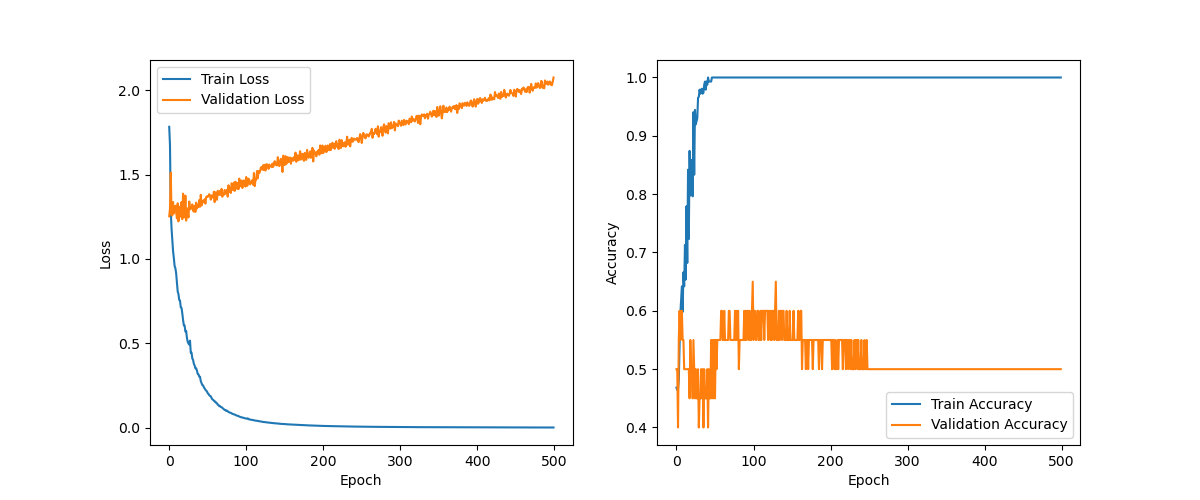 Train Loss
Validation Loss
2.0
1.5
1.0
0.5
0.0
Loss
0 100 200 300 400 500
Epoch
1.0
0.9
0.8
0.7
0.6
0.5
0.4
Accuracy
Train Accuracy
Validation Accuracy
0 100 200 300 400 500
Epoch